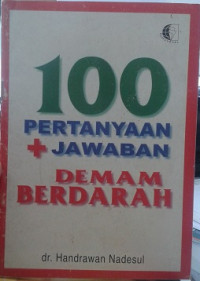 100
PERTANYAAN
+ JAWABAN
DEMAM
BERDARAH
dr. Handrawan Nadesul